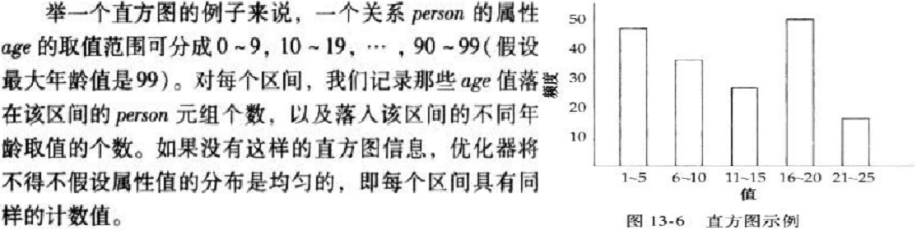 举一个直方图的例子来说，一个关系 person 的属性
age 的取值范围可分成 0 ~ 9，10 ~ 19，…，90 ~ 99（假设
最大年龄值是99）。对每个区间，我们记录那些 age 值落
在该区间的 person 元组个数，以及落入该区间的不同年
龄取值的个数。如果没有这样的直方图信息，优化器将
不得不假设属性值的分布是均匀的，即每个区间具有同
样的计数值。
50
40
30
20
10
频度
1~5 6~10 11~15 16~20 21~25
值
图 13-6 直方图示例